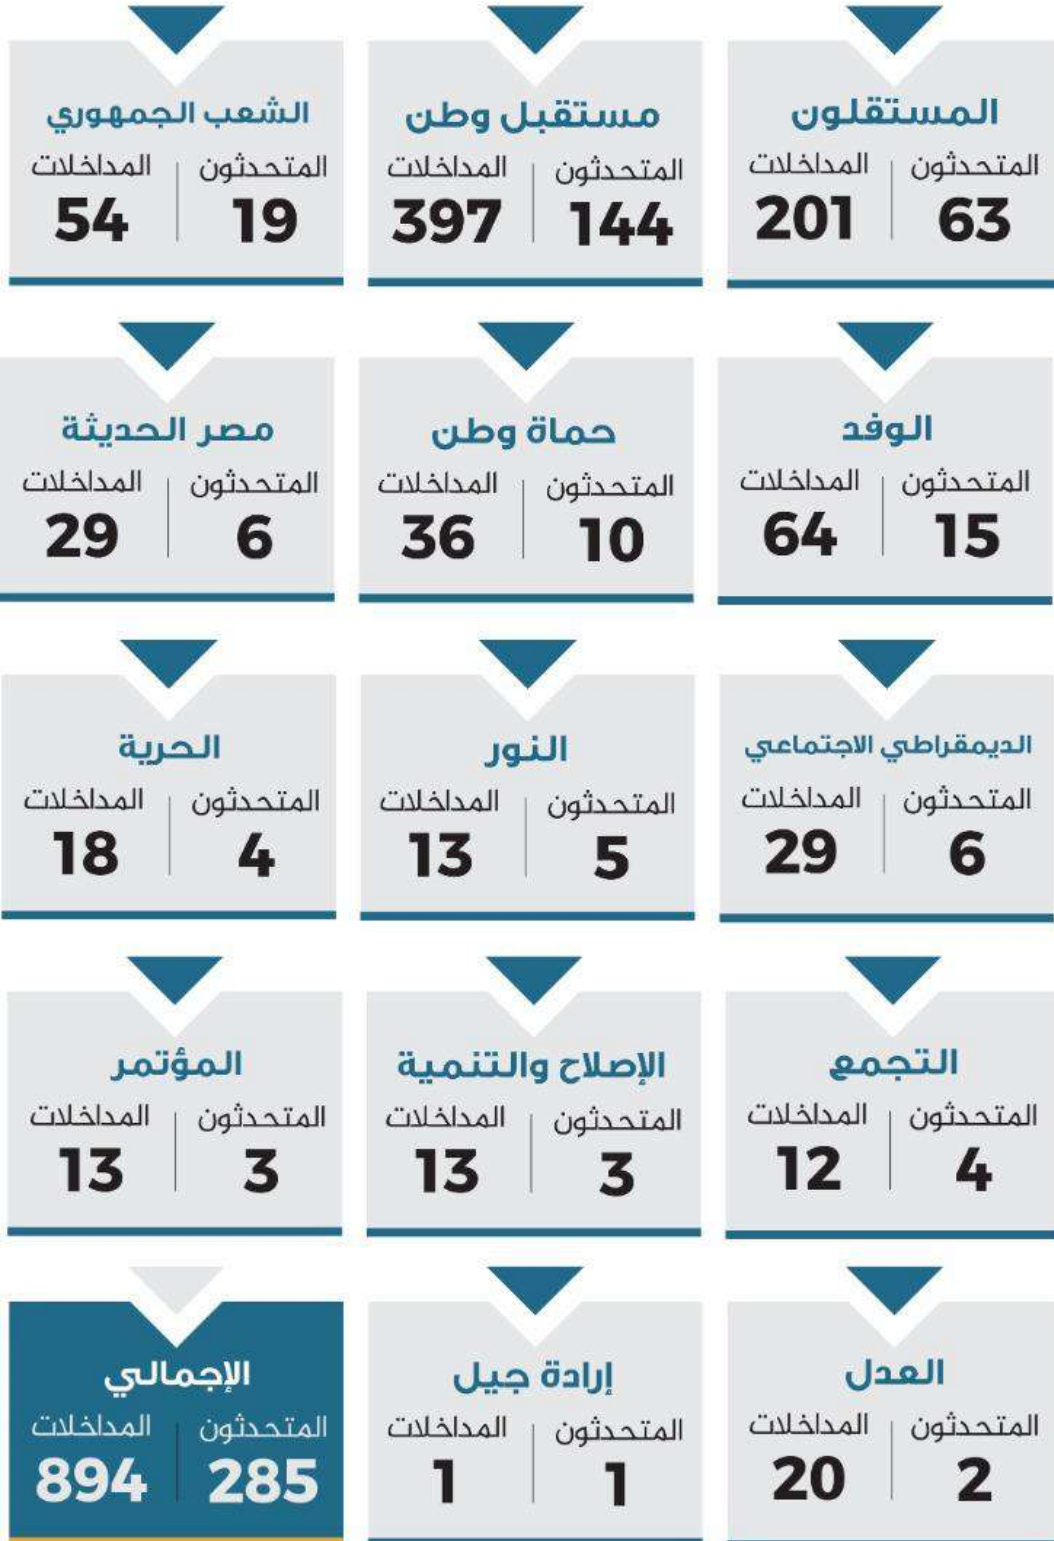 المستقلون
المتحدثون المداخلات
63 201
مستقبل وطن
المتحدثون المداخلات
144 397
الشعب الجمهوري
المتحدثون المداخلات
19 54
الوفد
المتحدثون المداخلات
15 64
حماة وطن
المتحدثون المداخلات
10 36
مصر الحديثة
المتحدثون المداخلات
6 29
الديمقراطي الاجتماعي
المتحدثون المداخلات
6 29
النور
المتحدثون المداخلات
5 13
الحرية
المتحدثون المداخلات
4 18
التجمع
المتحدثون المداخلات
4 12
الإصلاح والتنمية
المتحدثون المداخلات
3 13
المؤتمر
المتحدثون المداخلات
3 13
العدل
المتحدثون المداخلات
2 20
إرادة جيل
المتحدثون المداخلات
1 1
الإجمالي
المتحدثون المداخلات
285 894